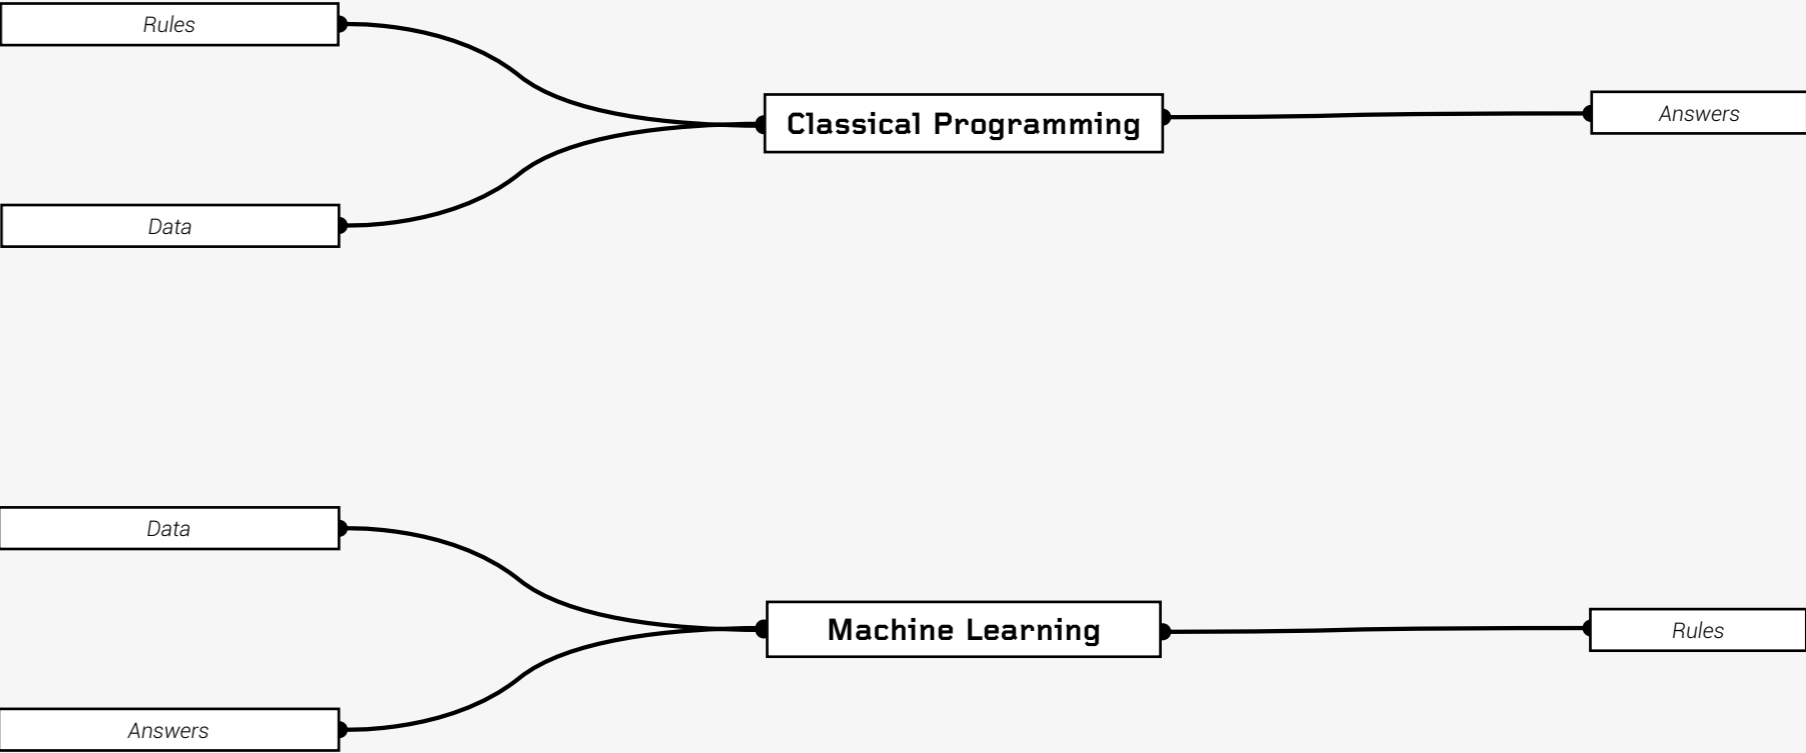 Rules
Data
Classical Programming
Answers
Data
Answers
Machine Learning
Rules